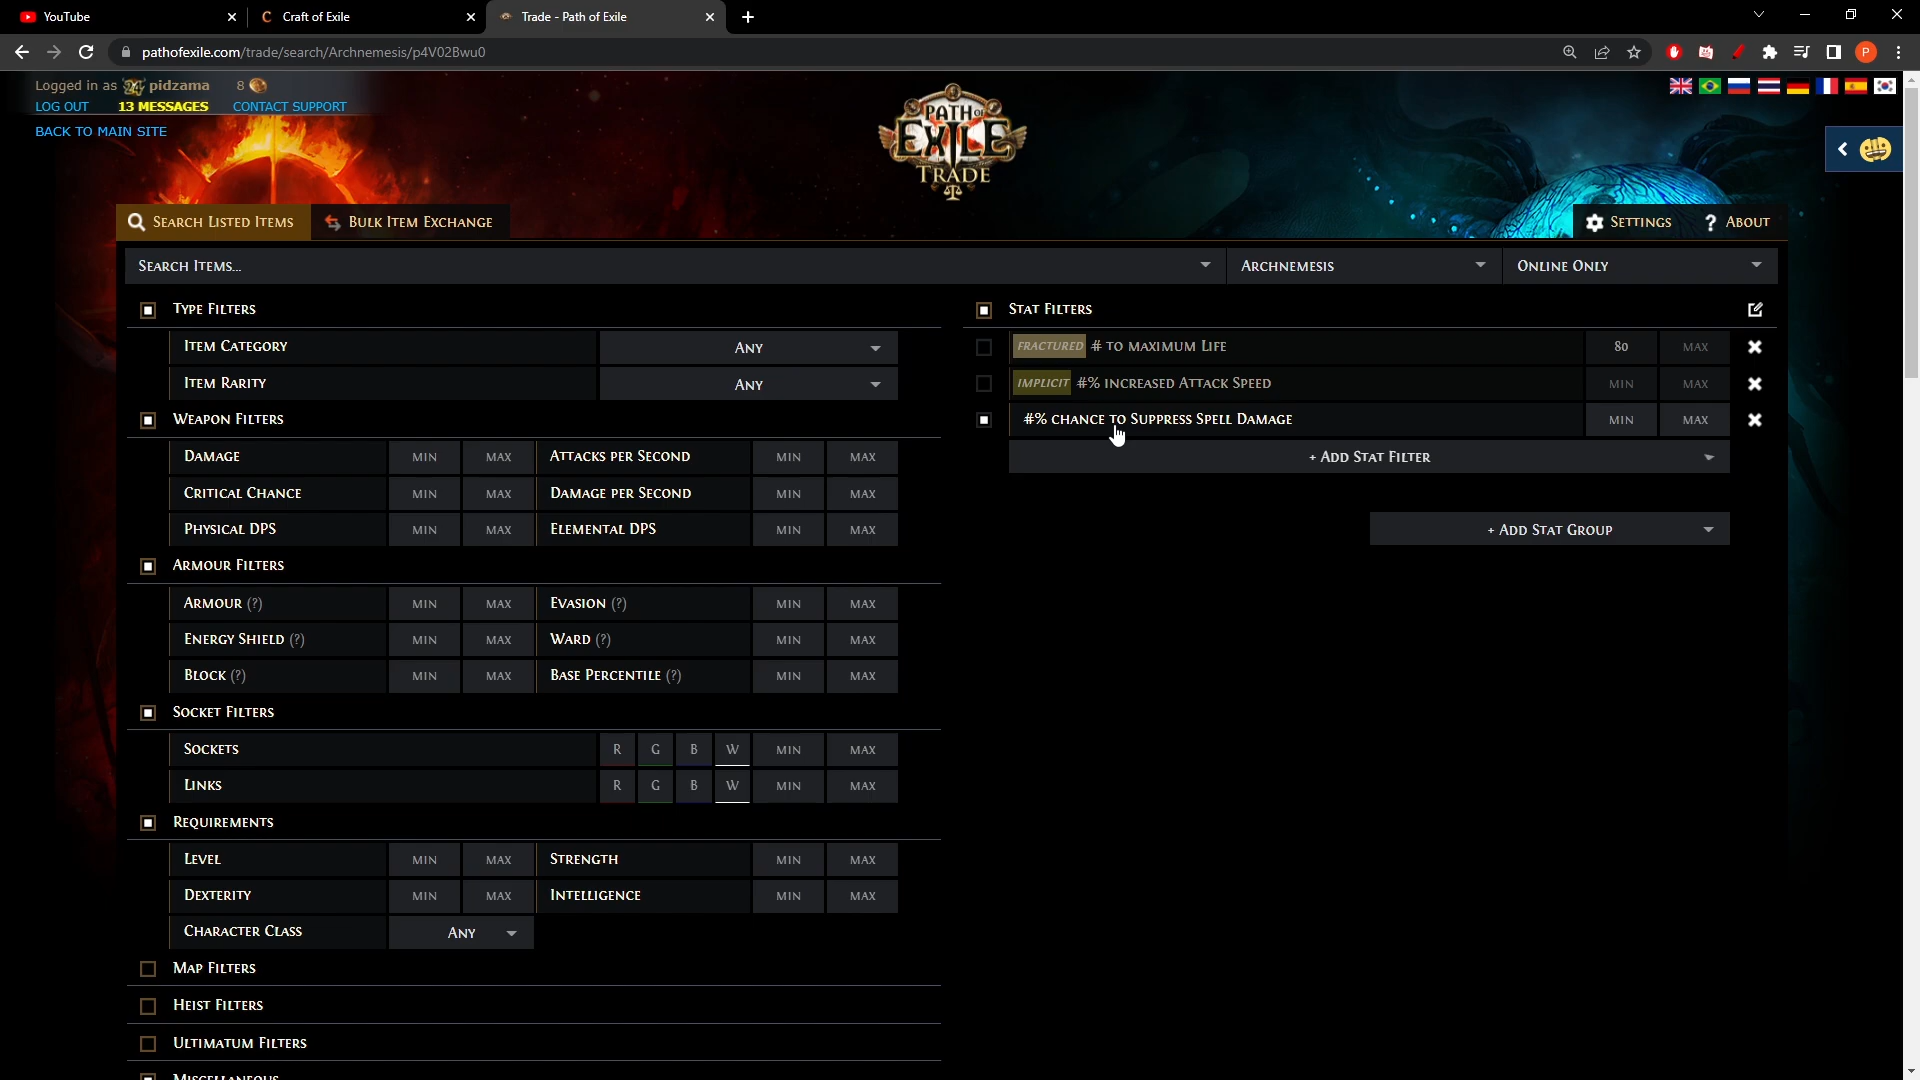 YouTube
Craft of Exile
Trade - Path of Exile
pathofexile.com/trade/search/Archnemesis/p4V02Bwu0
P
Logged in as pidzama 8
LOG OUT 13 MESSAGES CONTACT SUPPORT
BACK TO MAIN SITE
PATH OF EXILE TRADE
Search Listed Items
Bulk Item Exchange
Settings
? About
Search Items...
Archnemesis
Online Only
Type Filters
Item Category Any
Item Rarity Any
Weapon Filters
Damage MIN MAX Attacks per Second MIN MAX
Critical Chance MIN MAX Damage per Second MIN MAX
Physical DPS MIN MAX Elemental DPS MIN MAX
Armour Filters
Armour (?) MIN MAX Evasion (?) MIN MAX
Energy Shield (?) MIN MAX Ward (?) MIN MAX
Block (?) MIN MAX Base Percentile (?) MIN MAX
Socket Filters
Sockets R G B W MIN MAX
Links R G B W MIN MAX
Requirements
Level MIN MAX Strength MIN MAX
Dexterity MIN MAX Intelligence MIN MAX
Character Class Any
Map Filters
Heist Filters
Ultimatum Filters
Miscellaneous
Stat Filters
FRACTURED # to maximum Life 80 MAX
IMPLICIT #% increased Attack Speed MIN MAX
#% chance to Suppress Spell Damage MIN MAX
+ Add Stat Filter
+ Add Stat Group